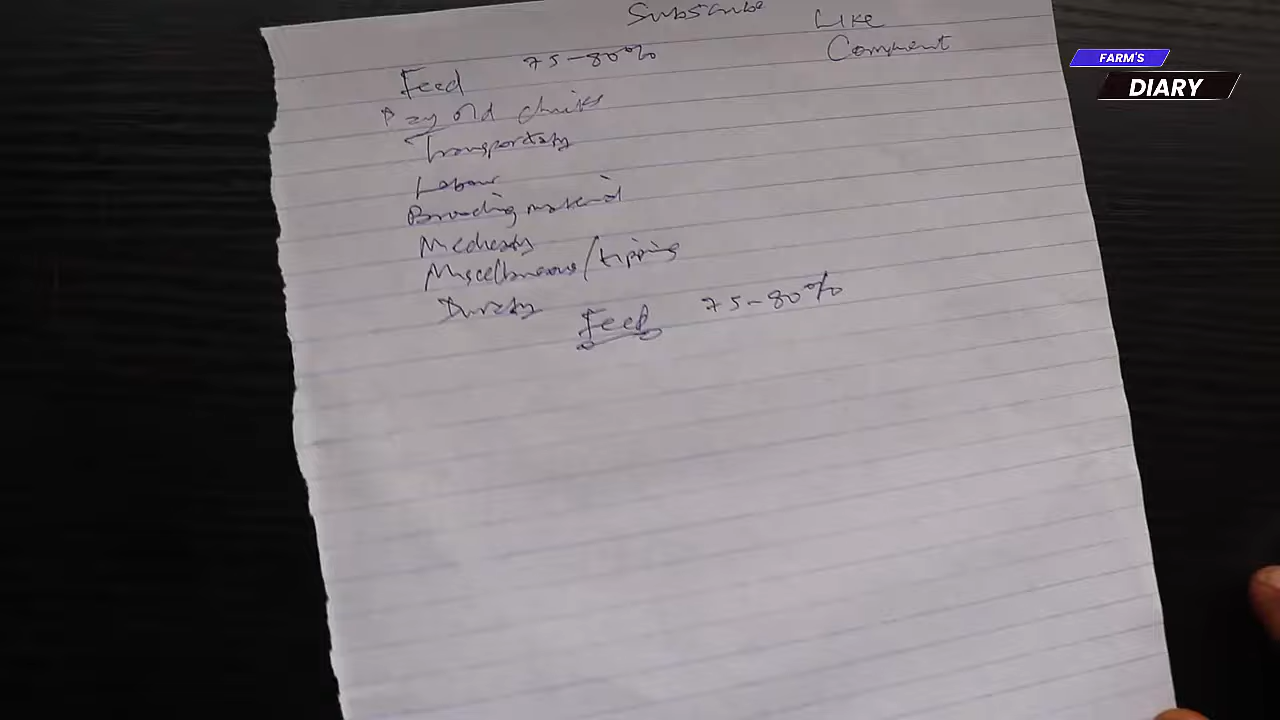 Subscribe
Like
Comment
Feed 75-80%
Day old chicks
Transportation
Labour
Brooding material
Medication
Miscellaneous/tipping
Feed 75-80%
FARM'S
DIARY